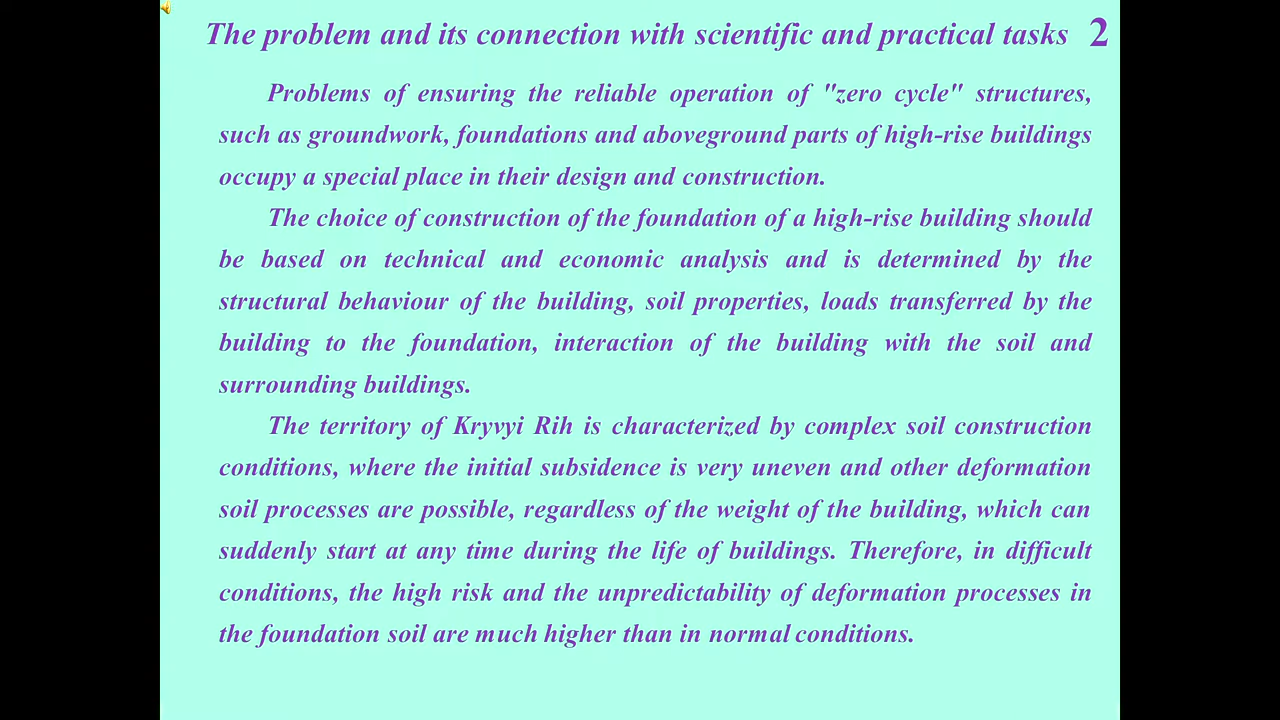 The problem and its connection with scientific and practical tasks 2
Problems of ensuring the reliable operation of "zero cycle" structures,
such as groundwork, foundations and aboveground parts of high-rise buildings
occupy a special place in their design and construction.
The choice of construction of the foundation of a high-rise building should
be based on technical and economic analysis and is determined by the
structural behaviour of the building, soil properties, loads transferred by the
building to the foundation, interaction of the building with the soil and
surrounding buildings.
The territory of Kryvyi Rih is characterized by complex soil construction
conditions, where the initial subsidence is very uneven and other deformation
soil processes are possible, regardless of the weight of the building, which can
suddenly start at any time during the life of buildings. Therefore, in difficult
conditions, the high risk and the unpredictability of deformation processes in
the foundation soil are much higher than in normal conditions.